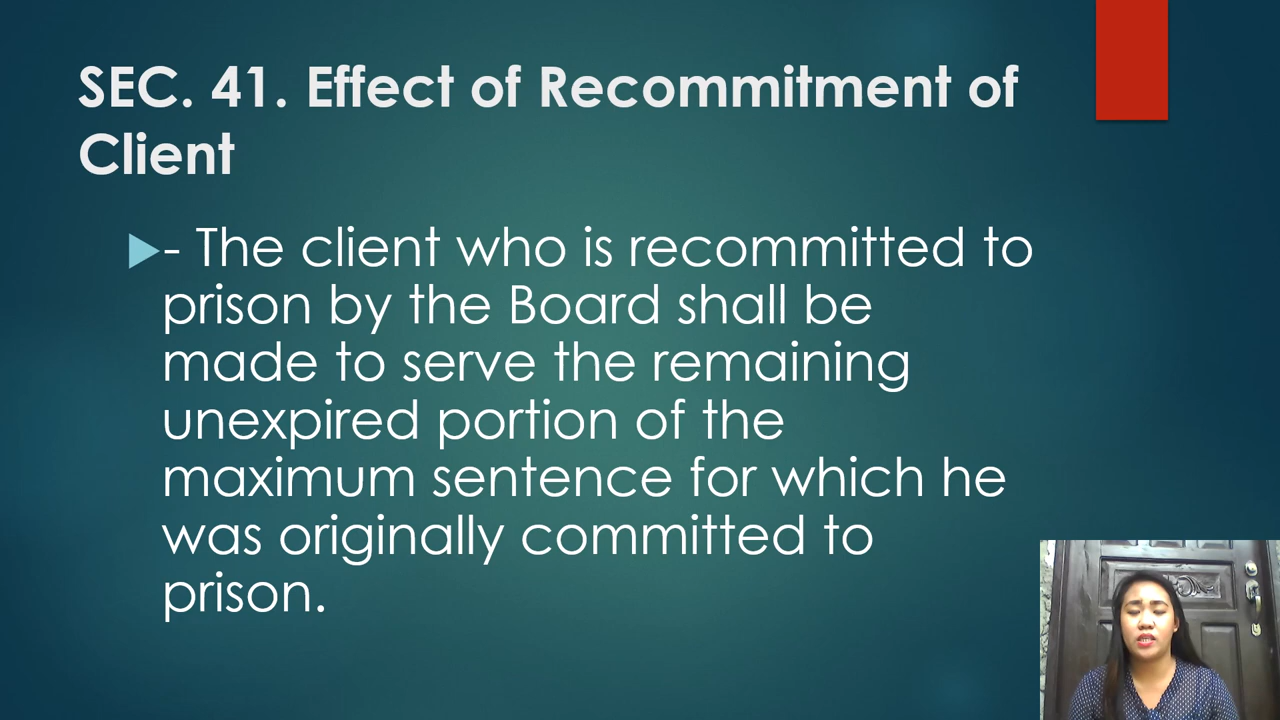 SEC. 41. Effect of Recommitment of
Client
- The client who is recommitted to
prison by the Board shall be
made to serve the remaining
unexpired portion of the
maximum sentence for which he
was originally committed to
prison.